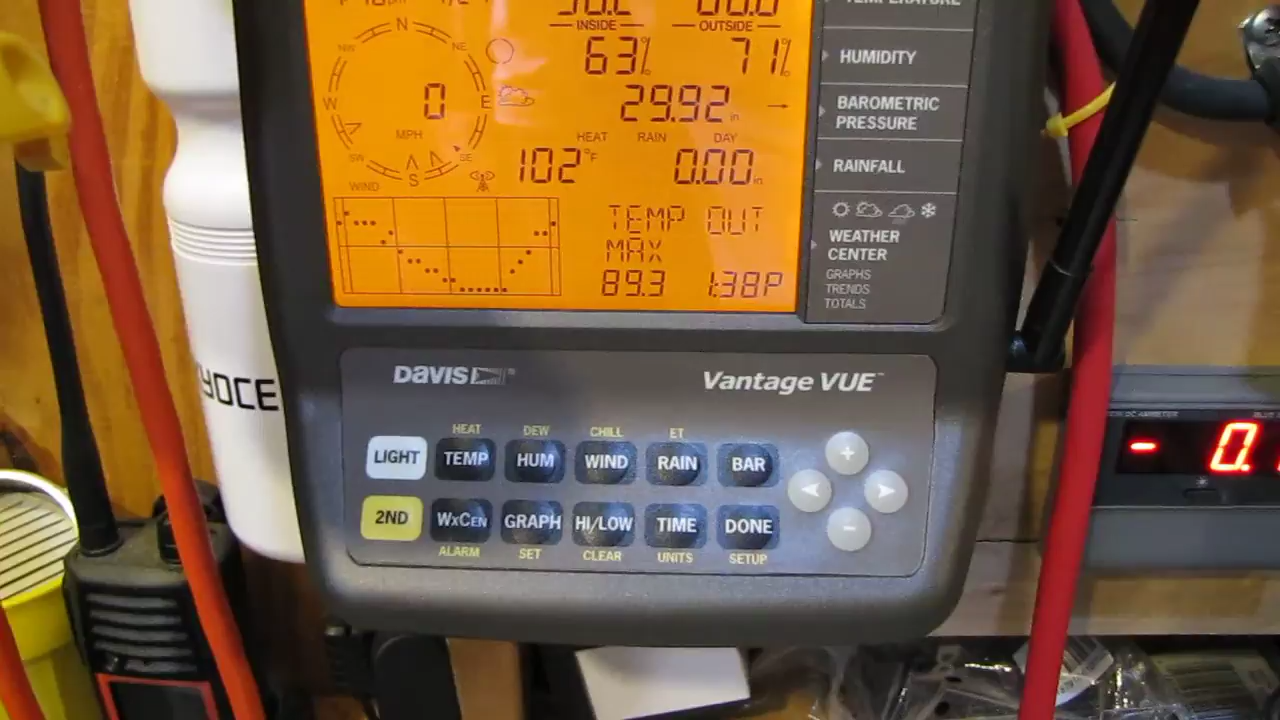 INSIDE OUTSIDE
N
NW NE
63% 71% HUMIDITY
W 0 E
29.92 in BAROMETRIC
PRESSURE
MPH
HEAT RAIN DAY
SW SE
S
102°F 0.00 in RAINFALL
WIND
TEMP OUT
MAX
89.3 1:38P
WEATHER
CENTER
GRAPHS
TRENDS
TOTALS
DAVIS
Vantage VUE™
YOCE
HEAT DEW CHILL ET
LIGHT TEMP HUM WIND RAIN BAR +
2ND WxCEN GRAPH HI/LOW TIME DONE -
ALARM SET CLEAR UNITS SETUP
- 0.